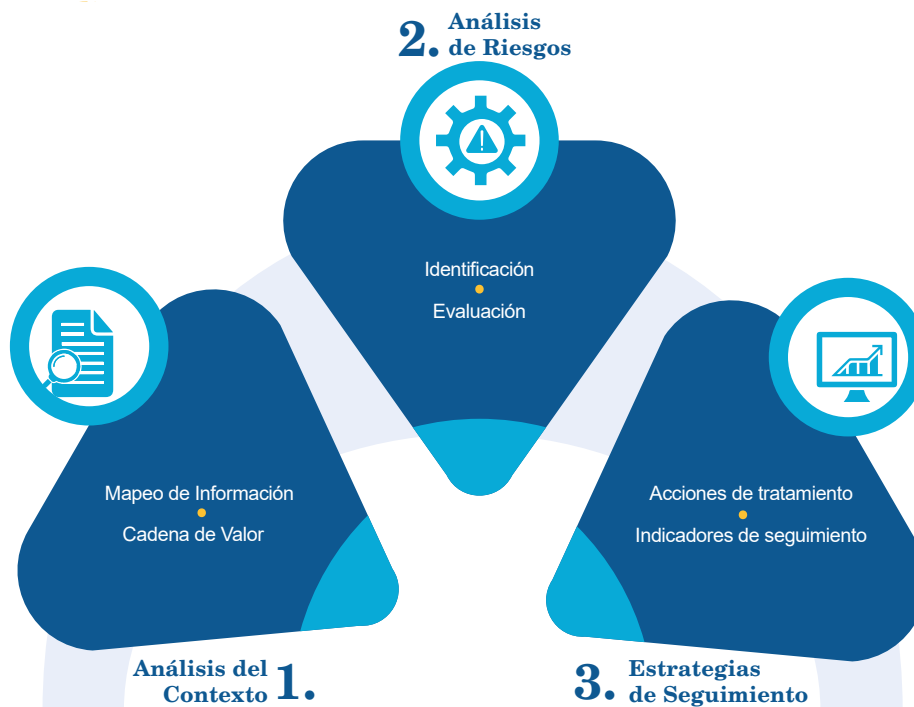 2. Análisis
de Riesgos
Identificación
Evaluación
Mapeo de Información
Cadena de Valor
Acciones de tratamiento
Indicadores de seguimiento
Análisis del
Contexto 1.
3. Estrategias
de Seguimiento